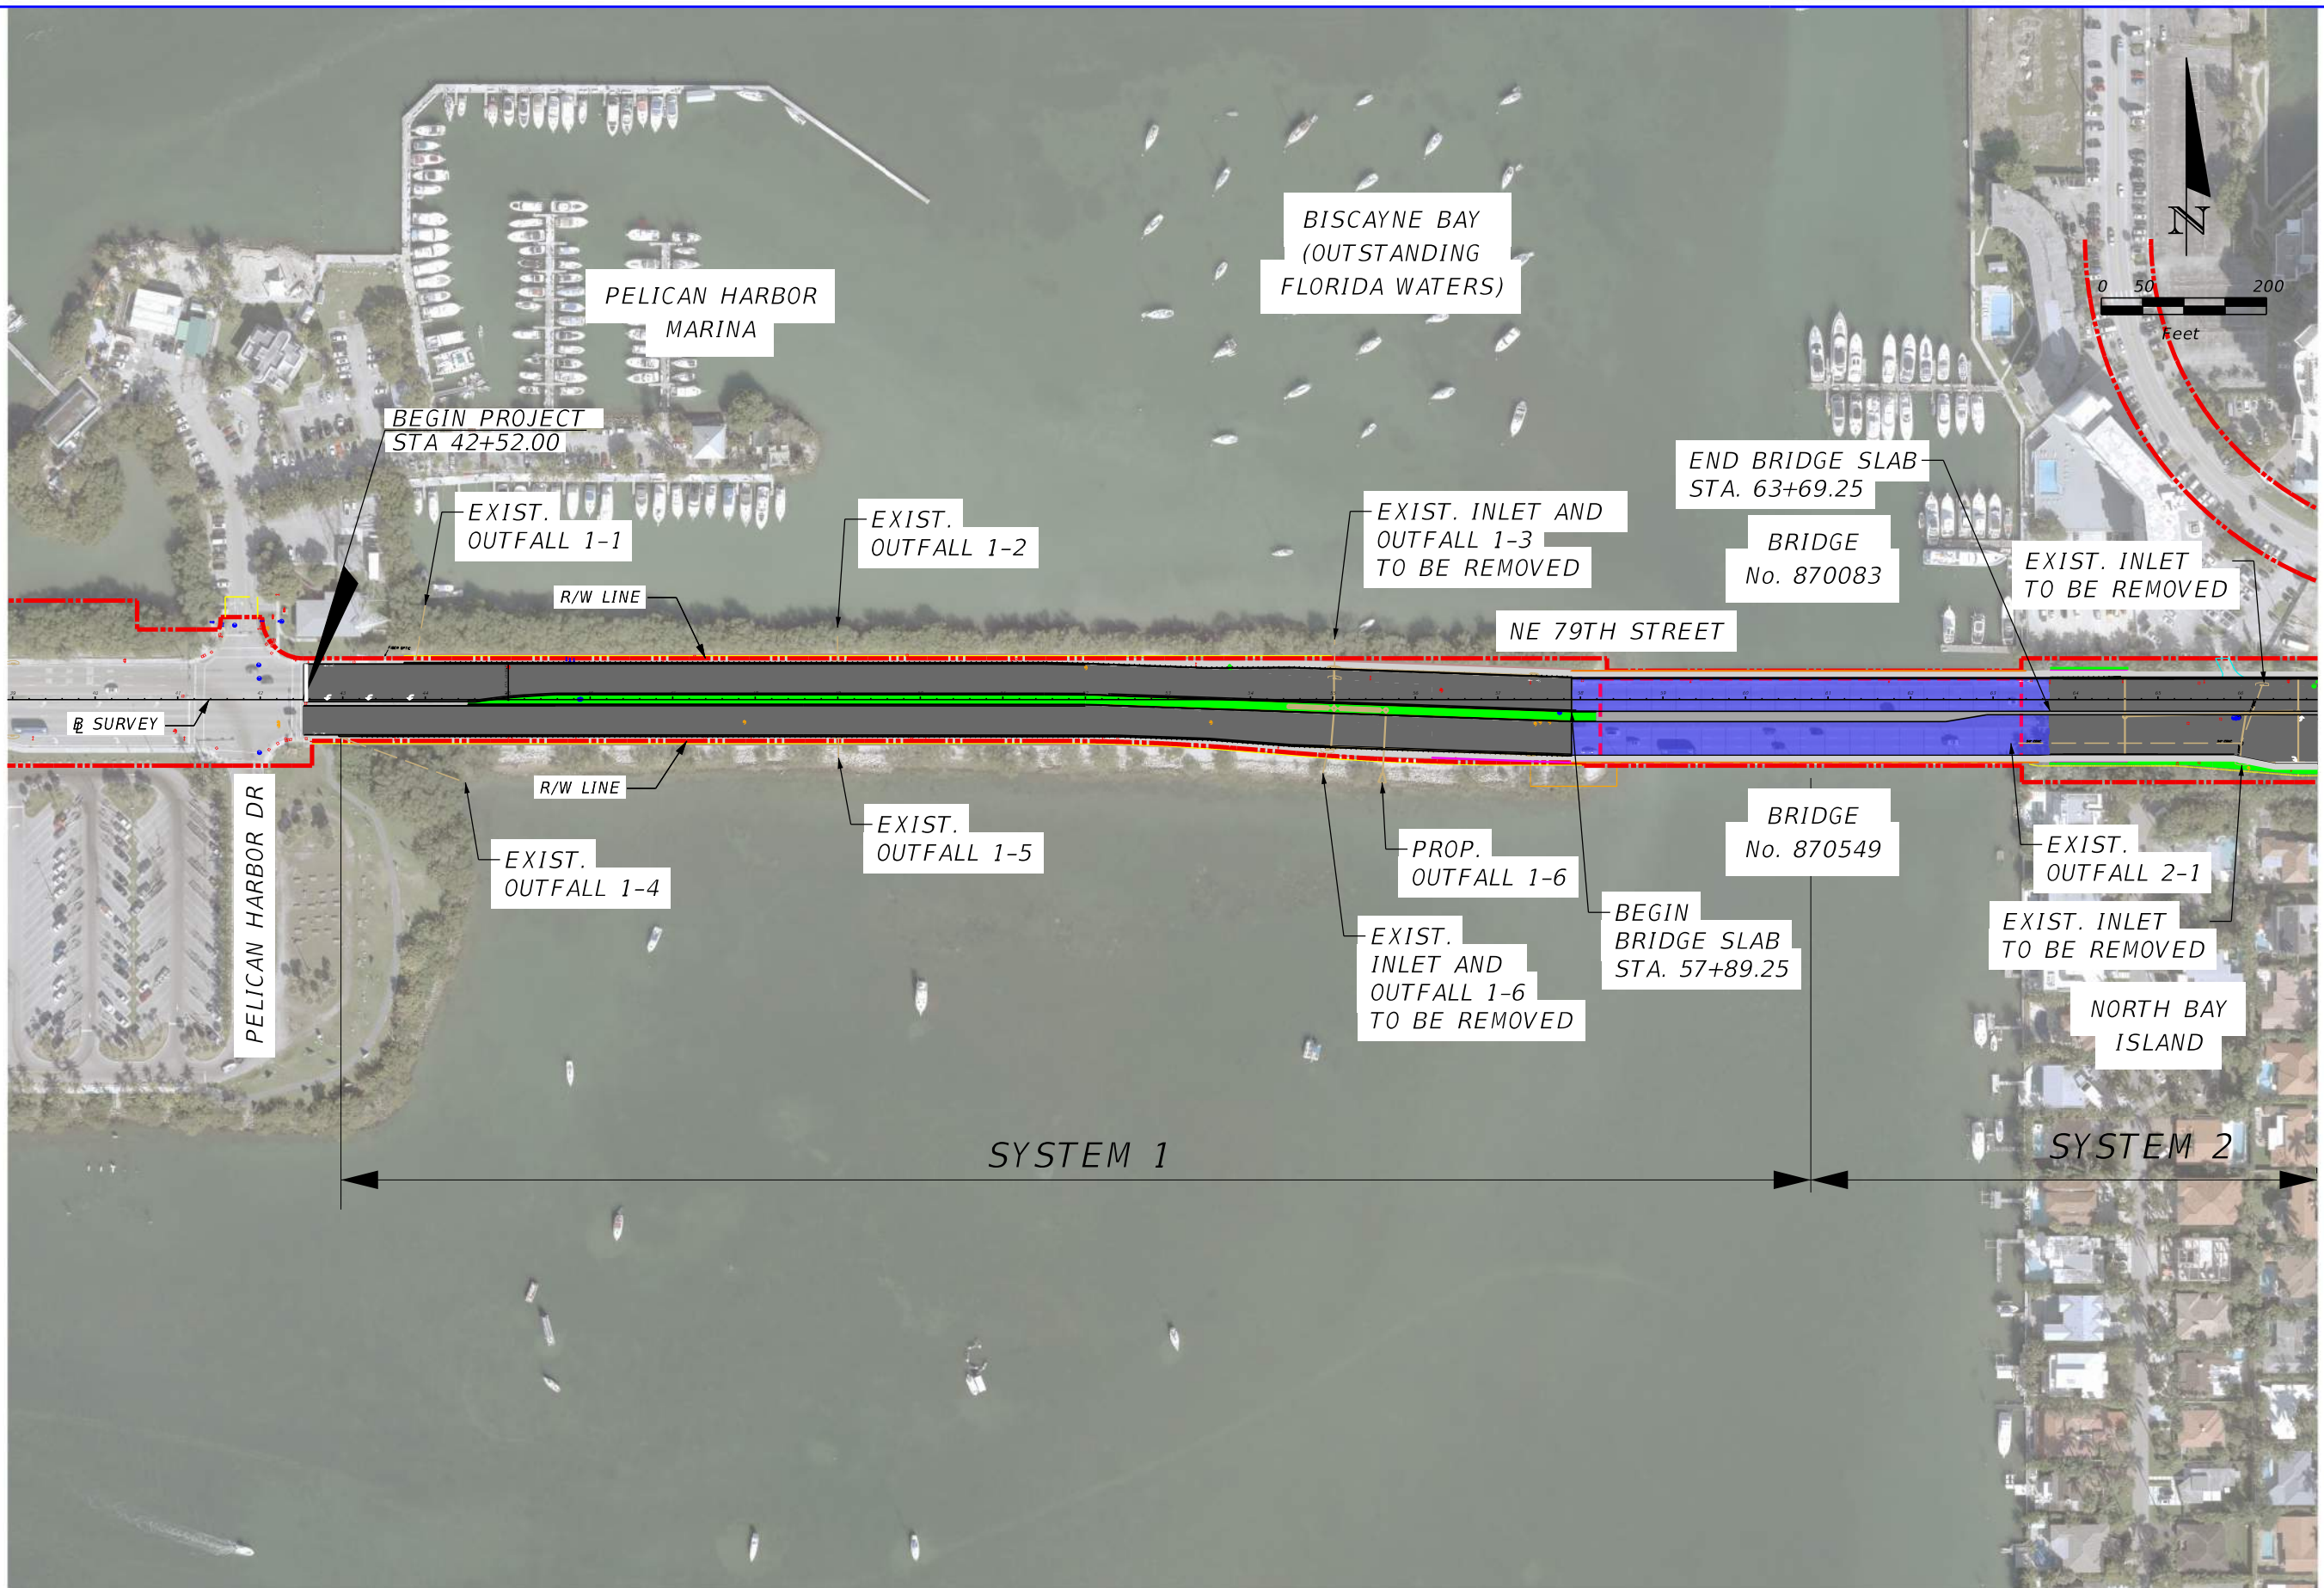 BISCAYNE BAY
(OUTSTANDING
FLORIDA WATERS)
N
0 50 200
Feet
PELICAN HARBOR
MARINA
BEGIN PROJECT
STA 42+52.00
EXIST.
OUTFALL 1-1
EXIST.
OUTFALL 1-2
EXIST. INLET AND
OUTFALL 1-3
TO BE REMOVED
END BRIDGE SLAB
STA. 63+69.25
BRIDGE
No. 870083
EXIST. INLET
TO BE REMOVED
R/W LINE
NE 79TH STREET
B SURVEY
R/W LINE
PELICAN HARBOR DR
EXIST.
OUTFALL 1-4
EXIST.
OUTFALL 1-5
PROP.
OUTFALL 1-6
EXIST.
INLET AND
OUTFALL 1-6
TO BE REMOVED
BEGIN
BRIDGE SLAB
STA. 57+89.25
BRIDGE
No. 870549
EXIST.
OUTFALL 2-1
EXIST. INLET
TO BE REMOVED
NORTH BAY
ISLAND
SYSTEM 1
SYSTEM 2